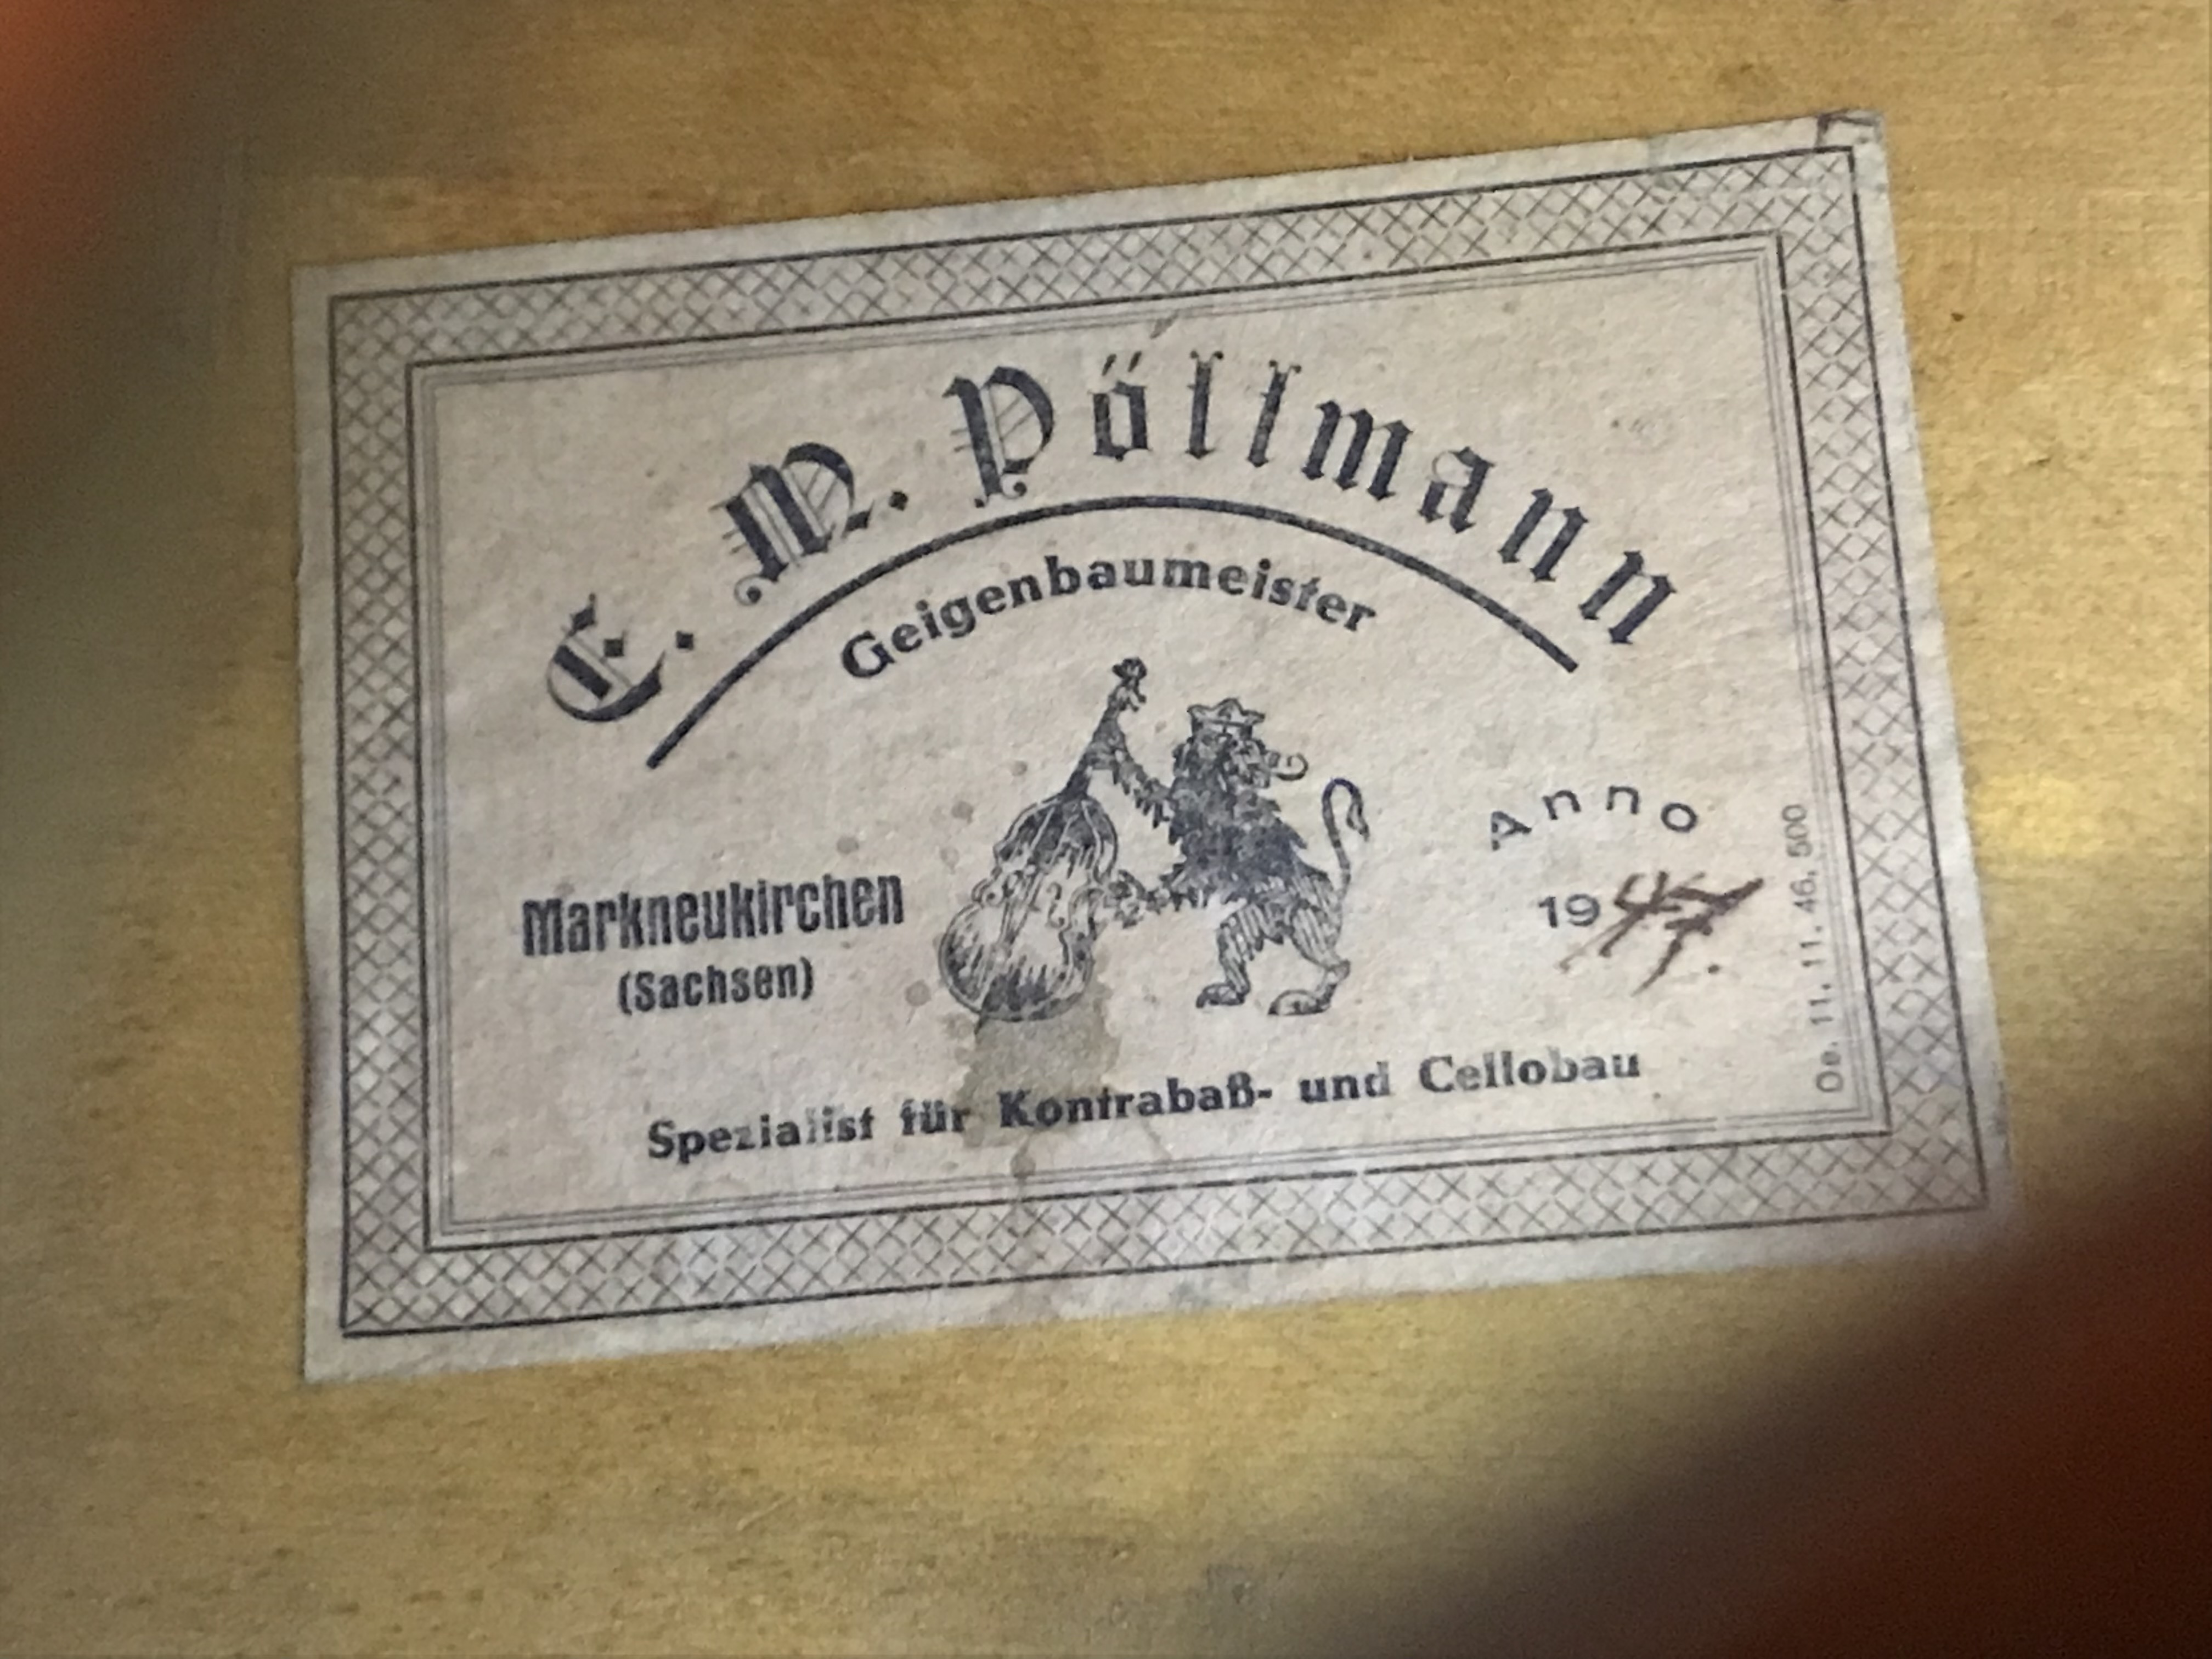 E. M. Pöllmann
Geigenbaumeister
Anno
1947.
Markneukirchen
(Sachsen)
Spezialist für Kontrabaß- und Cellobau
Oe. 11. 11. 46. 500